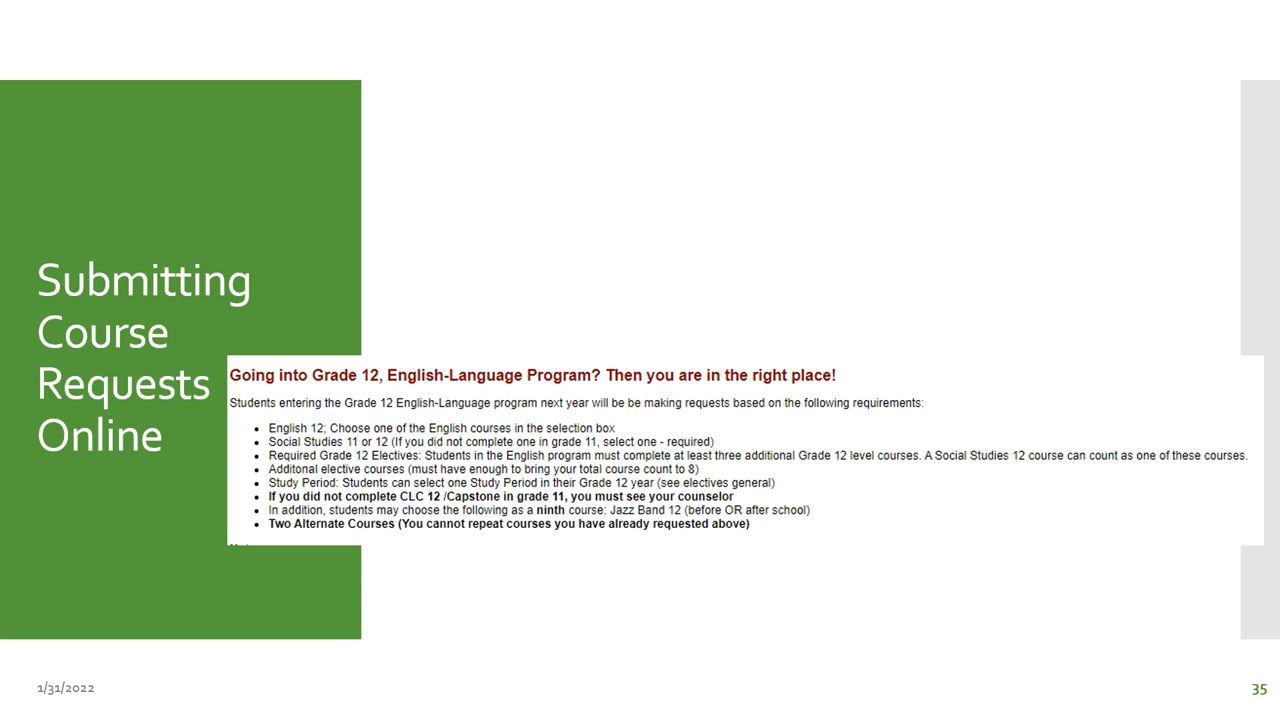 Submitting
Course
Requests
Online
Going into Grade 12, English-Language Program? Then you are in the right place!
Students entering the Grade 12 English-Language program next year will be be making requests based on the following requirements:
• English 12; Choose one of the English courses in the selection box
• Social Studies 11 or 12 (If you did not complete one in grade 11, select one - required)
• Required Grade 12 Electives: Students in the English program must complete at least three additional Grade 12 level courses. A Social Studies 12 course can count as one of these courses.
• Additonal elective courses (must have enough to bring your total course count to 8)
• Study Period: Students can select one Study Period in their Grade 12 year (see electives general)
• If you did not complete CLC 12 /Capstone in grade 11, you must see your counselor
• In addition, students may choose the following as a ninth course: Jazz Band 12 (before OR after school)
• Two Alternate Courses (You cannot repeat courses you have already requested above)
1/31/2022
35